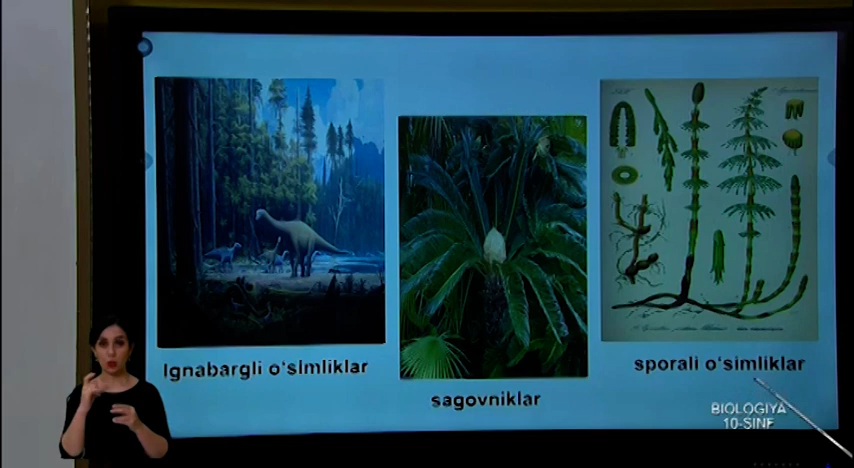 Ignabargli o‘simliklar
sagovniklar
sporali o‘simliklar
BIOLOGIYA
10-SINF